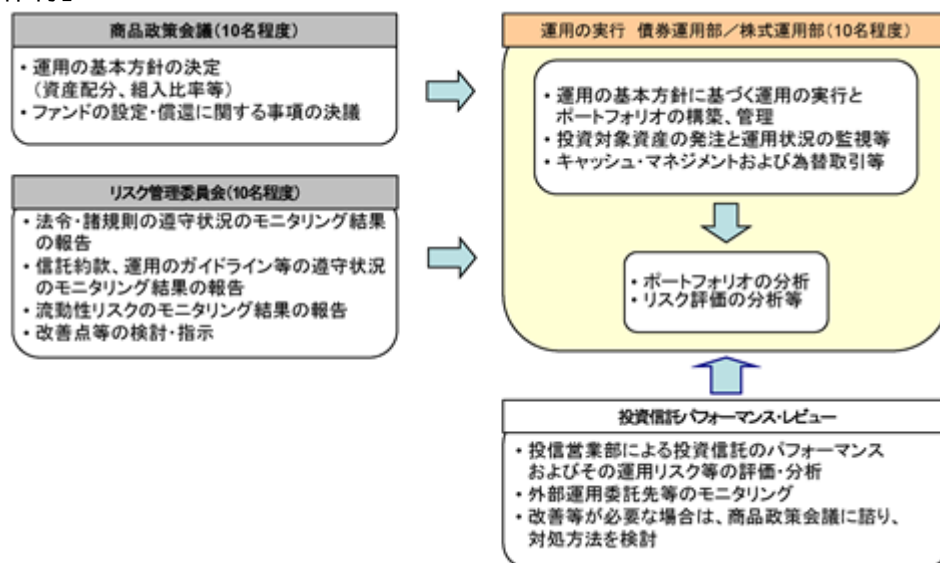 商品政策会議(10名程度)
・運用の基本方針の決定
(資産配分、組入比率等)
・ファンドの設定・償還に関する事項の決議
リスク管理委員会(10名程度)
・法令・諸規則の遵守状況のモニタリング結果
の報告
・信託約款、運用のガイドライン等の遵守状況
のモニタリング結果の報告
・流動性リスクのモニタリング結果の報告
・改善点等の検討・指示
運用の実行 債券運用部/株式運用部(10名程度)
・運用の基本方針に基づく運用の実行と
ポートフォリオの構築、管理
・投資対象資産の発注と運用状況の監視等
・キャッシュ・マネジメントおよび為替取引等
・ポートフォリオの分析
・リスク評価の分析等
投資信託パフォーマンス・レビュー
・投信営業部による投資信託のパフォーマンス
およびその運用リスク等の評価・分析
・外部運用委託先等のモニタリング
・改善等が必要な場合は、商品政策会議に諮り、
対処方法を検討